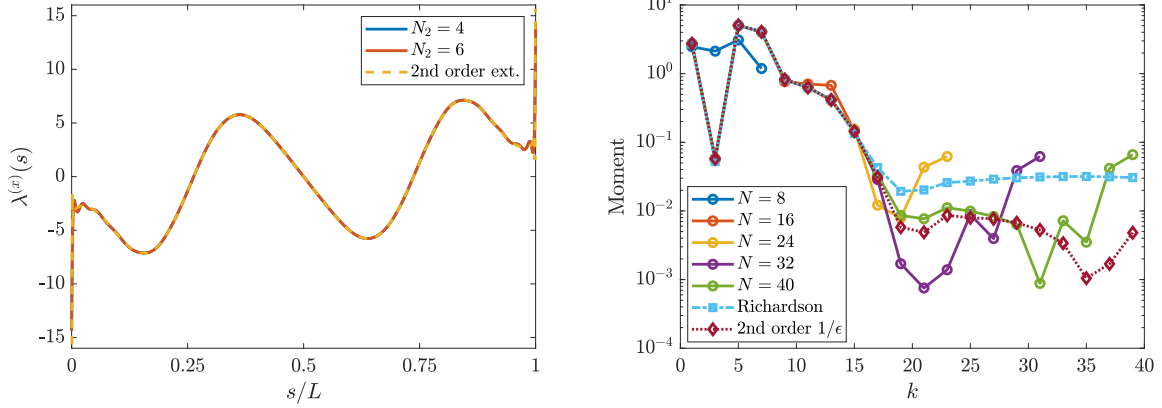 15
10
5
0
-5
-10
-15
λ^(x)(s)
0
0.25
0.5
0.75
1
s/L
N₂ = 4
N₂ = 6
2nd order ext.
10^1
10^0
10^−1
10^−2
10^−3
10^−4
Moment
0
5
10
15
20
25
30
35
40
k
N = 8
N = 16
N = 24
N = 32
N = 40
Richardson
2nd order 1/ϵ